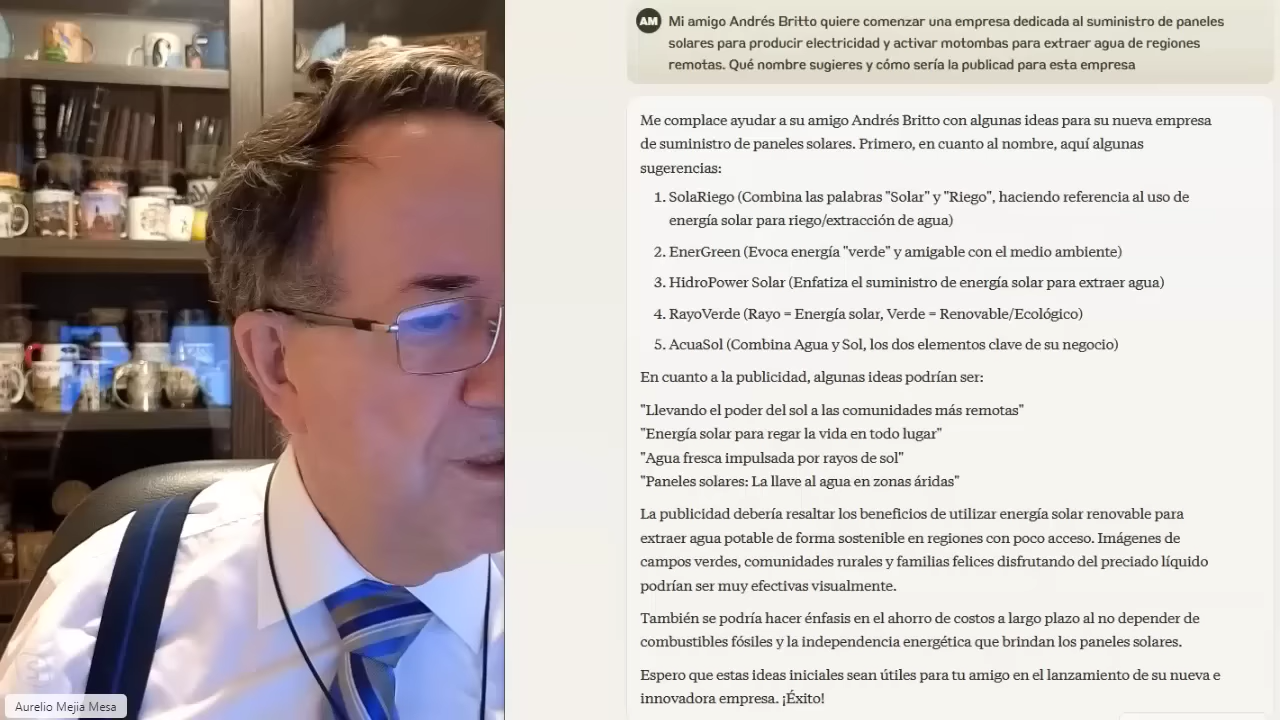 AM
Mi amigo Andrés Britto quiere comenzar una empresa dedicada al suministro de paneles
solares para producir electricidad y activar motombas para extraer agua de regiones
remotas. Qué nombre sugieres y cómo sería la publicad para esta empresa
Me complace ayudar a su amigo Andrés Britto con algunas ideas para su nueva empresa
de suministro de paneles solares. Primero, en cuanto al nombre, aquí algunas
sugerencias:
1. SolaRiego (Combina las palabras "Solar" y "Riego", haciendo referencia al uso de
energía solar para riego/extracción de agua)
2. EnerGreen (Evoca energía "verde" y amigable con el medio ambiente)
3. HidroPower Solar (Enfatiza el suministro de energía solar para extraer agua)
4. RayoVerde (Rayo = Energía solar, Verde = Renovable/Ecológico)
5. AcuaSol (Combina Agua y Sol, los dos elementos clave de su negocio)
En cuanto a la publicidad, algunas ideas podrían ser:
"Llevando el poder del sol a las comunidades más remotas"
"Energía solar para regar la vida en todo lugar"
"Agua fresca impulsada por rayos de sol"
"Paneles solares: La llave al agua en zonas áridas"
La publicidad debería resaltar los beneficios de utilizar energía solar renovable para
extraer agua potable de forma sostenible en regiones con poco acceso. Imágenes de
campos verdes, comunidades rurales y familias felices disfrutando del preciado líquido
podrían ser muy efectivas visualmente.
También se podría hacer énfasis en el ahorro de costos a largo plazo al no depender de
combustibles fósiles y la independencia energética que brindan los paneles solares.
Espero que estas ideas iniciales sean útiles para tu amigo en el lanzamiento de su nueva e
innovadora empresa. ¡Éxito!
Aurelio Mejia Mesa